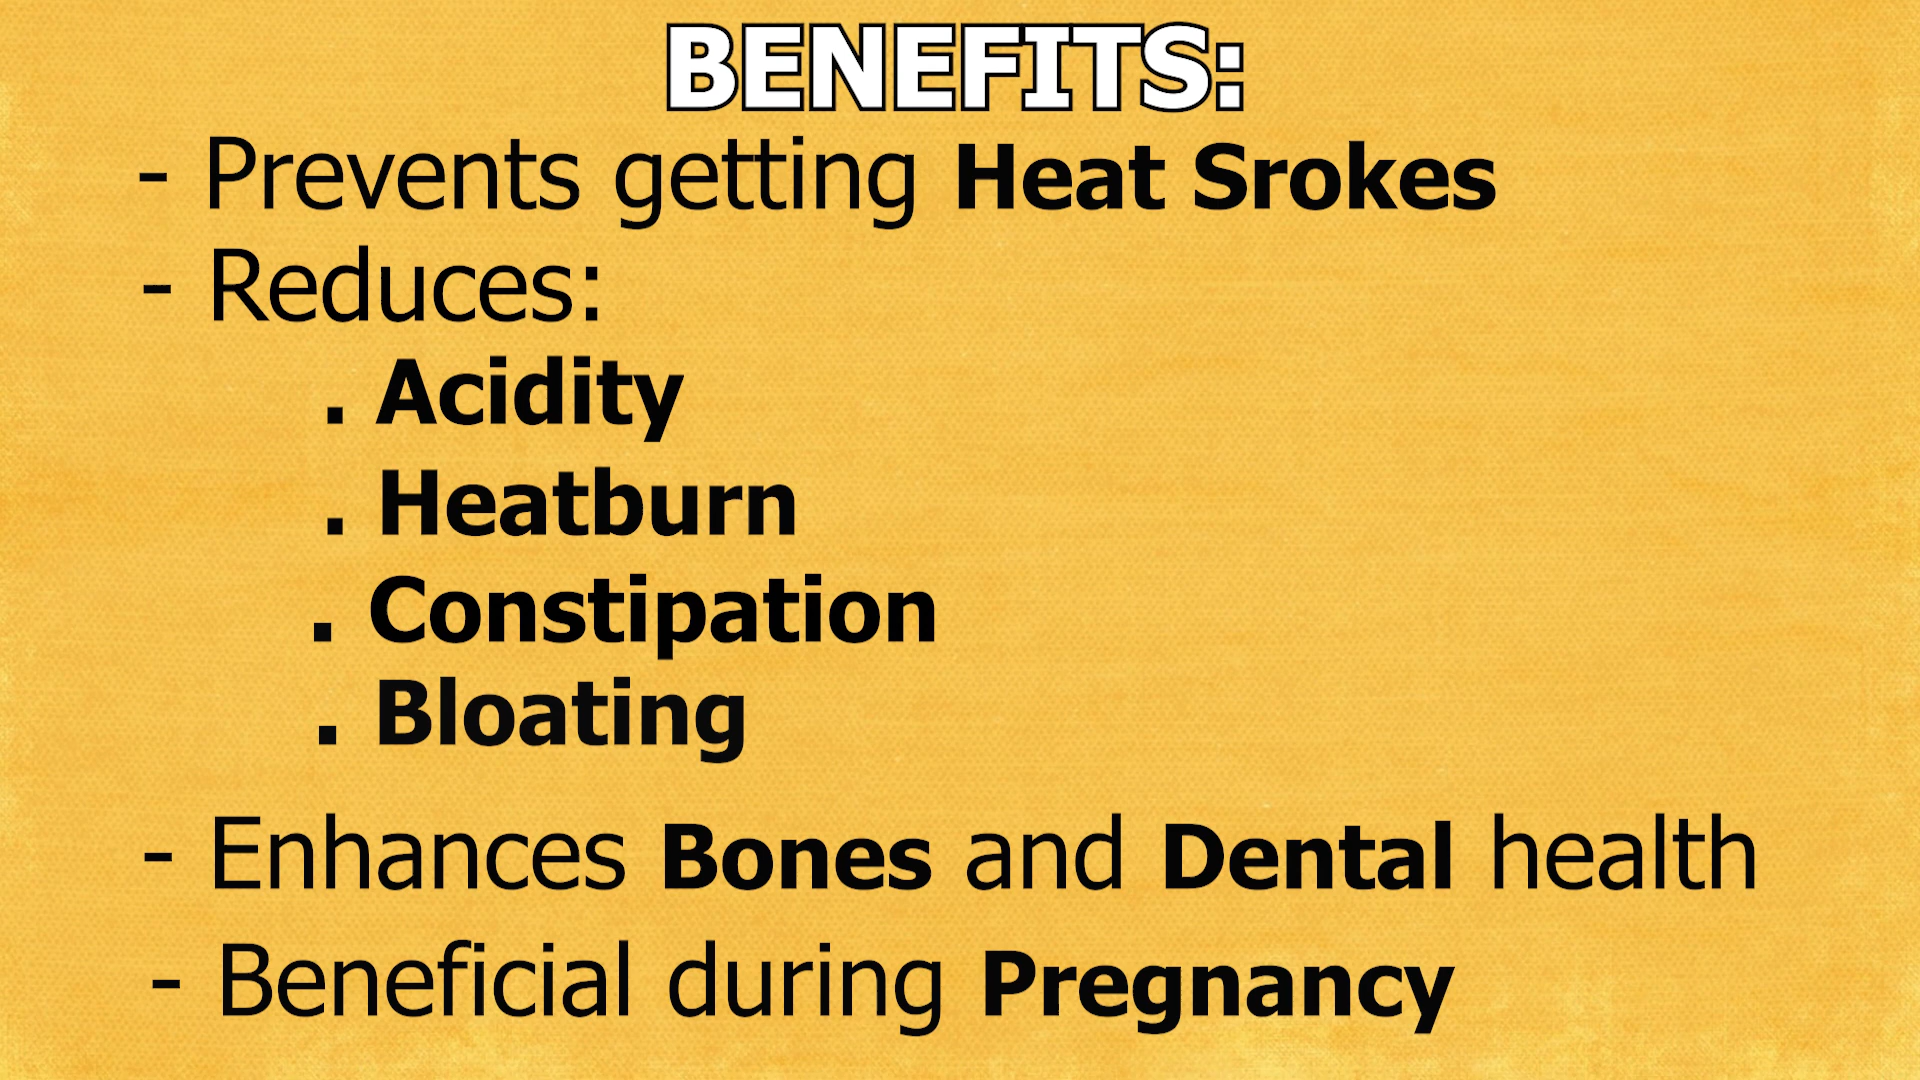 BENEFITS:
- Prevents getting Heat Srokes
- Reduces:
. Acidity
. Heatburn
. Constipation
. Bloating
- Enhances Bones and Dental health
- Beneficial during Pregnancy